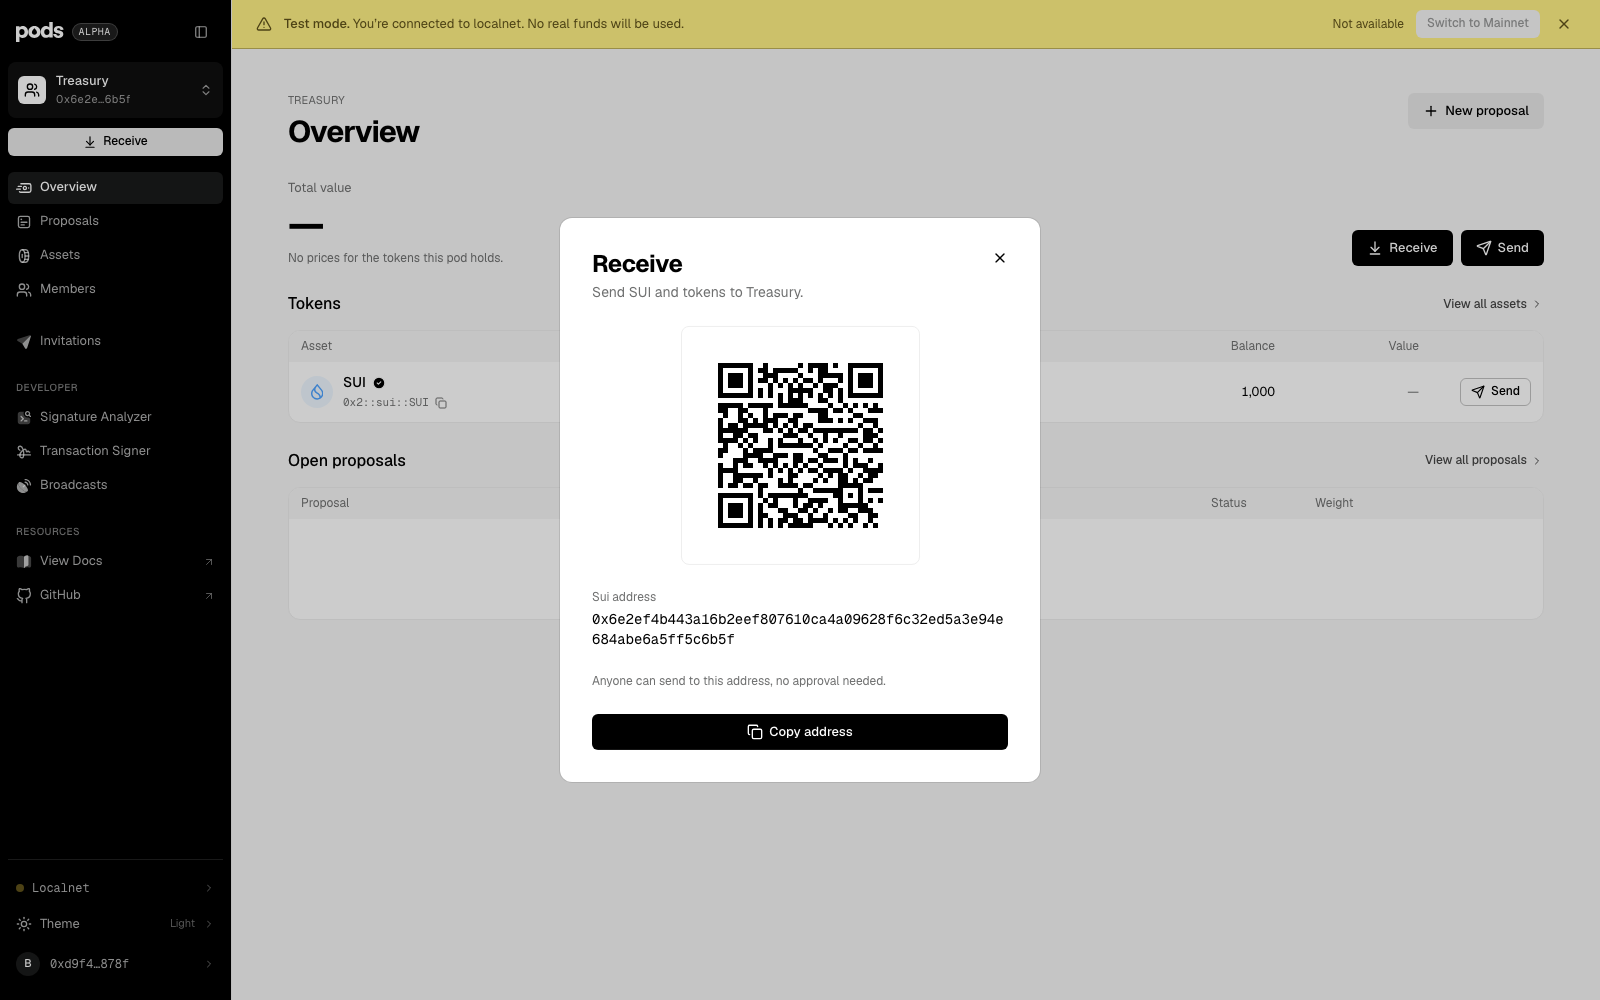 pods ALPHA
Treasury
0x6e2e…6b5f
Receive
Overview
Proposals
Assets
Members
Invitations
DEVELOPER
Signature Analyzer
Transaction Signer
Broadcasts
RESOURCES
View Docs
GitHub
Localnet
Theme Light
B 0xd9f4…878f
Test mode. You're connected to localnet. No real funds will be used. Not available Switch to Mainnet
TREASURY
Overview
New proposal
Total value
—
No prices for the tokens this pod holds.
Receive Send
Tokens View all assets
Asset Balance Value
SUI
0x2::sui::SUI
1,000 — Send
Open proposals View all proposals
Proposal Status Weight
Receive
Send SUI and tokens to Treasury.
Sui address
0x6e2ef4b443a16b2eef807610ca4a09628f6c32ed5a3e94e
684abe6a5ff5c6b5f
Anyone can send to this address, no approval needed.
Copy address